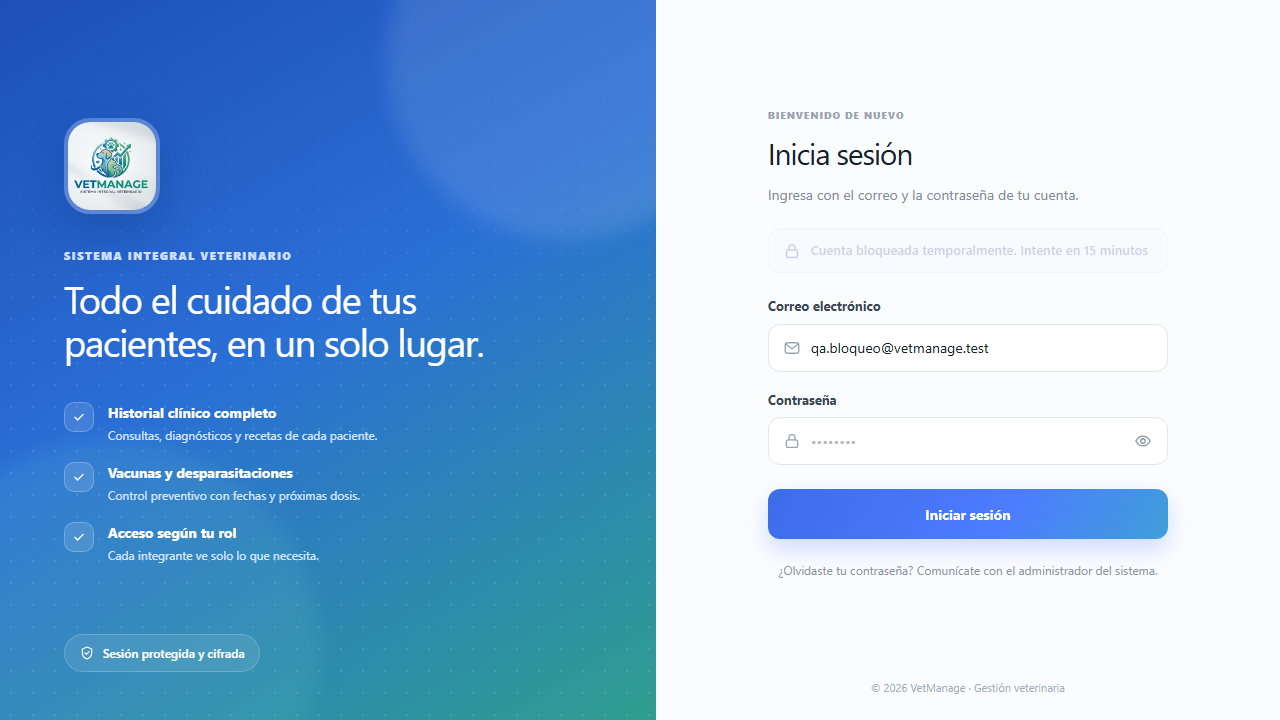 VETMANAGE
SISTEMA INTEGRAL VETERINARIO
SISTEMA INTEGRAL VETERINARIO
Todo el cuidado de tus
pacientes, en un solo lugar.
Historial clínico completo
Consultas, diagnósticos y recetas de cada paciente.
Vacunas y desparasitaciones
Control preventivo con fechas y próximas dosis.
Acceso según tu rol
Cada integrante ve solo lo que necesita.
Sesión protegida y cifrada
BIENVENIDO DE NUEVO
Inicia sesión
Ingresa con el correo y la contraseña de tu cuenta.
Cuenta bloqueada temporalmente. Intente en 15 minutos
Correo electrónico
qa.bloqueo@vetmanage.test
Contraseña
••••••••
Iniciar sesión
¿Olvidaste tu contraseña? Comunícate con el administrador del sistema.
© 2026 VetManage · Gestión veterinaria